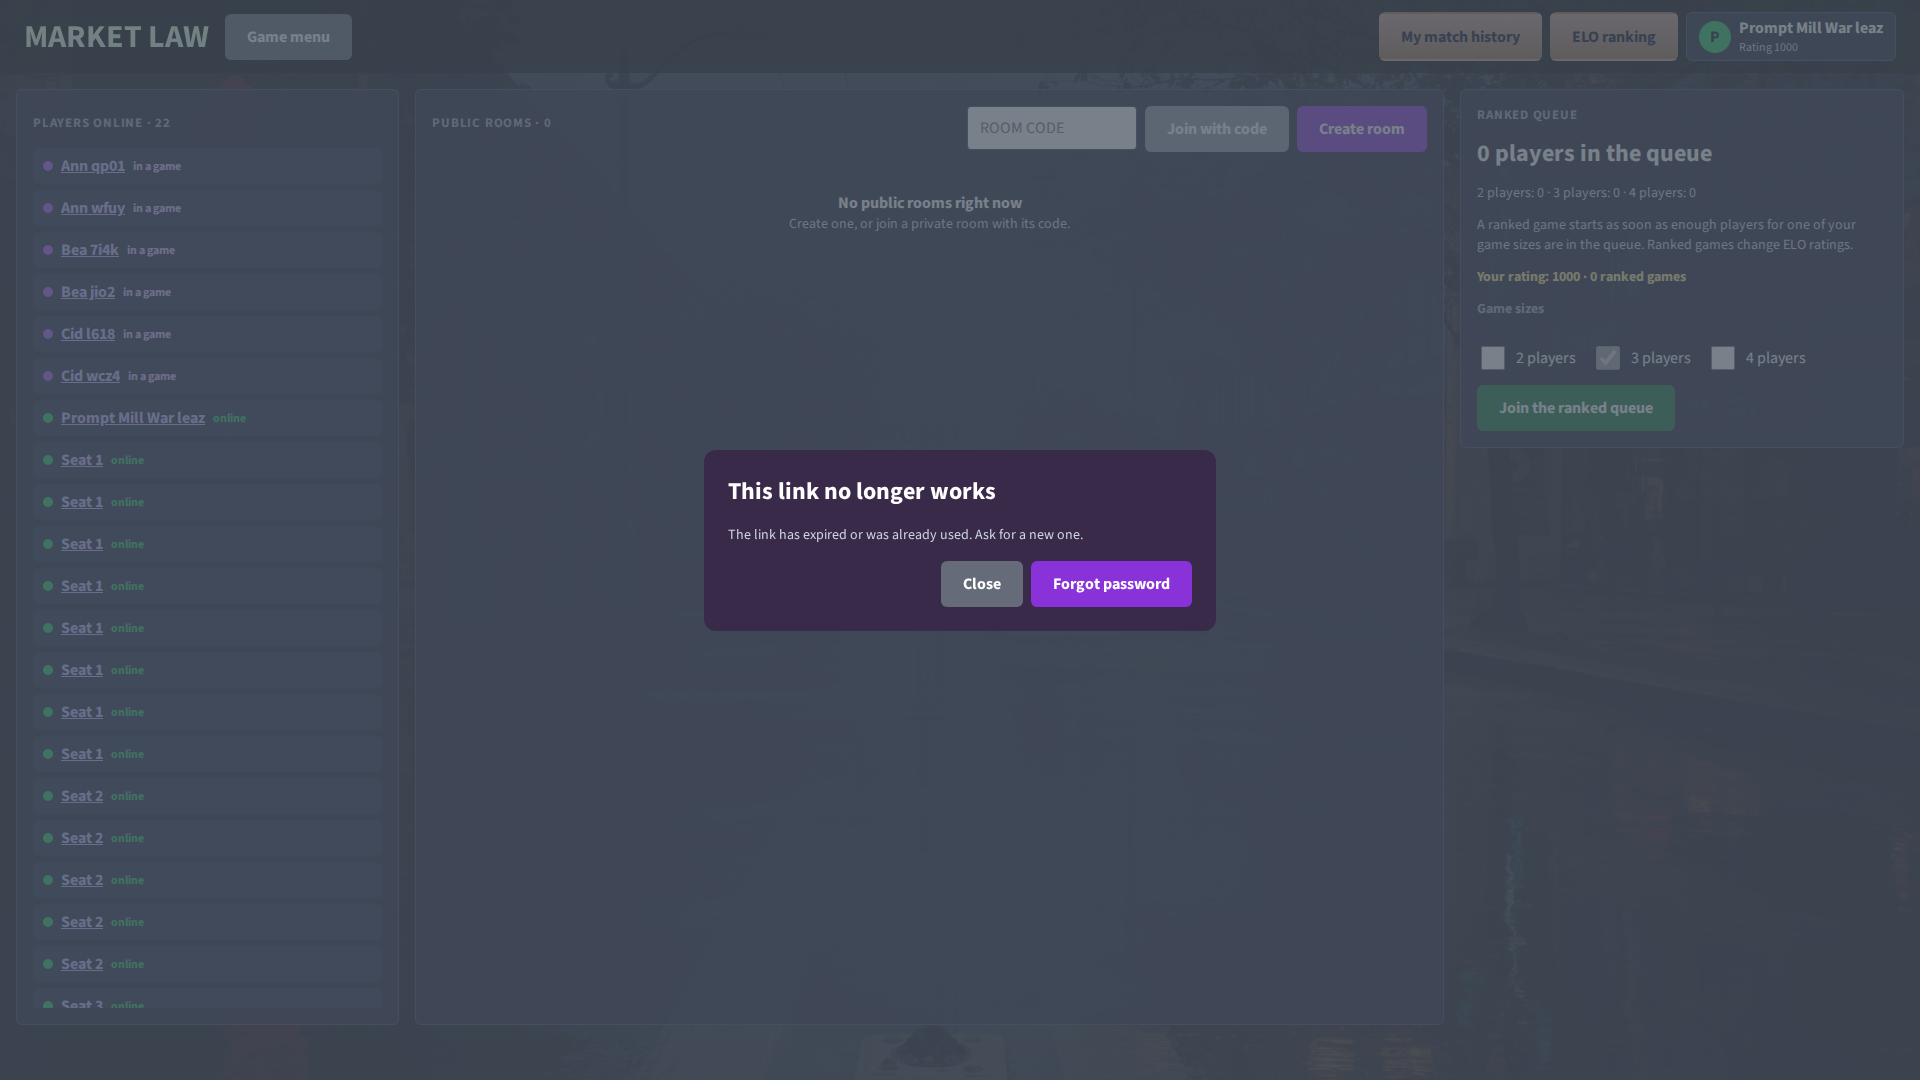 MARKET LAW
Game menu
My match history
ELO ranking
P
Prompt Mill War leaz
Rating 1000
PLAYERS ONLINE · 22
Ann qp01 in a game
Ann wfuy in a game
Bea 7i4k in a game
Bea jio2 in a game
Cid l618 in a game
Cid wcz4 in a game
Prompt Mill War leaz online
Seat 1 online
Seat 1 online
Seat 1 online
Seat 1 online
Seat 1 online
Seat 1 online
Seat 1 online
Seat 1 online
Seat 2 online
Seat 2 online
Seat 2 online
Seat 2 online
Seat 2 online
Seat 3 online
PUBLIC ROOMS · 0
ROOM CODE
Join with code
Create room
No public rooms right now
Create one, or join a private room with its code.
This link no longer works
The link has expired or was already used. Ask for a new one.
Close
Forgot password
RANKED QUEUE
0 players in the queue
2 players: 0 · 3 players: 0 · 4 players: 0
A ranked game starts as soon as enough players for one of your
game sizes are in the queue. Ranked games change ELO ratings.
Your rating: 1000 · 0 ranked games
Game sizes
2 players
3 players
4 players
Join the ranked queue